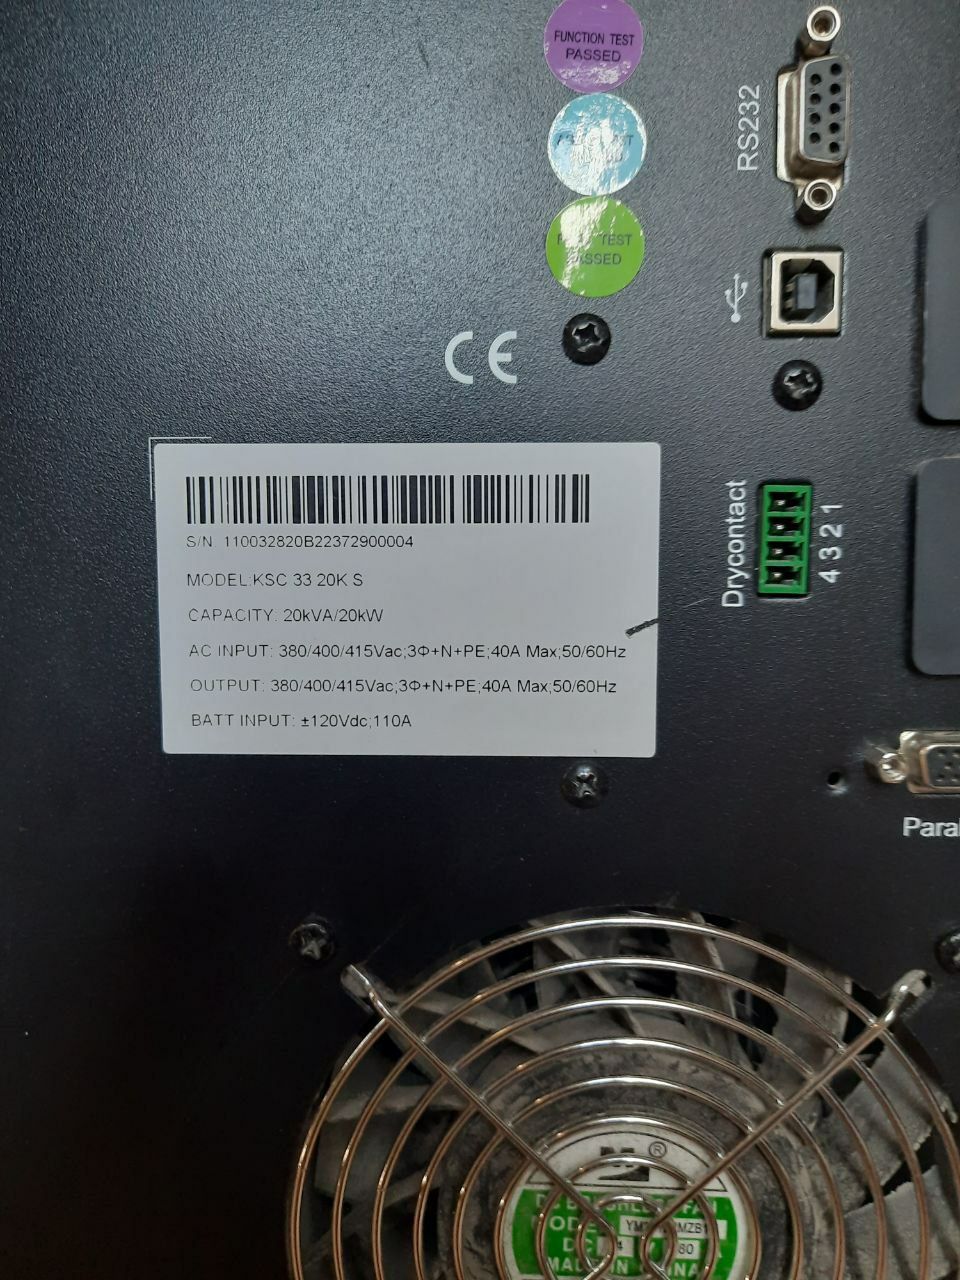 FUNCTION TEST
PASSED
TEST
PASSED
RS232
CE
Drycontact
4 3 2 1
S/N: 110032820B22372900004
MODEL:KSC 33 20K S
CAPACITY: 20kVA/20kW
AC INPUT: 380/400/415Vac;3Φ+N+PE;40A Max;50/60Hz
OUTPUT: 380/400/415Vac;3Φ+N+PE;40A Max;50/60Hz
BATT INPUT: ±120Vdc;110A
®